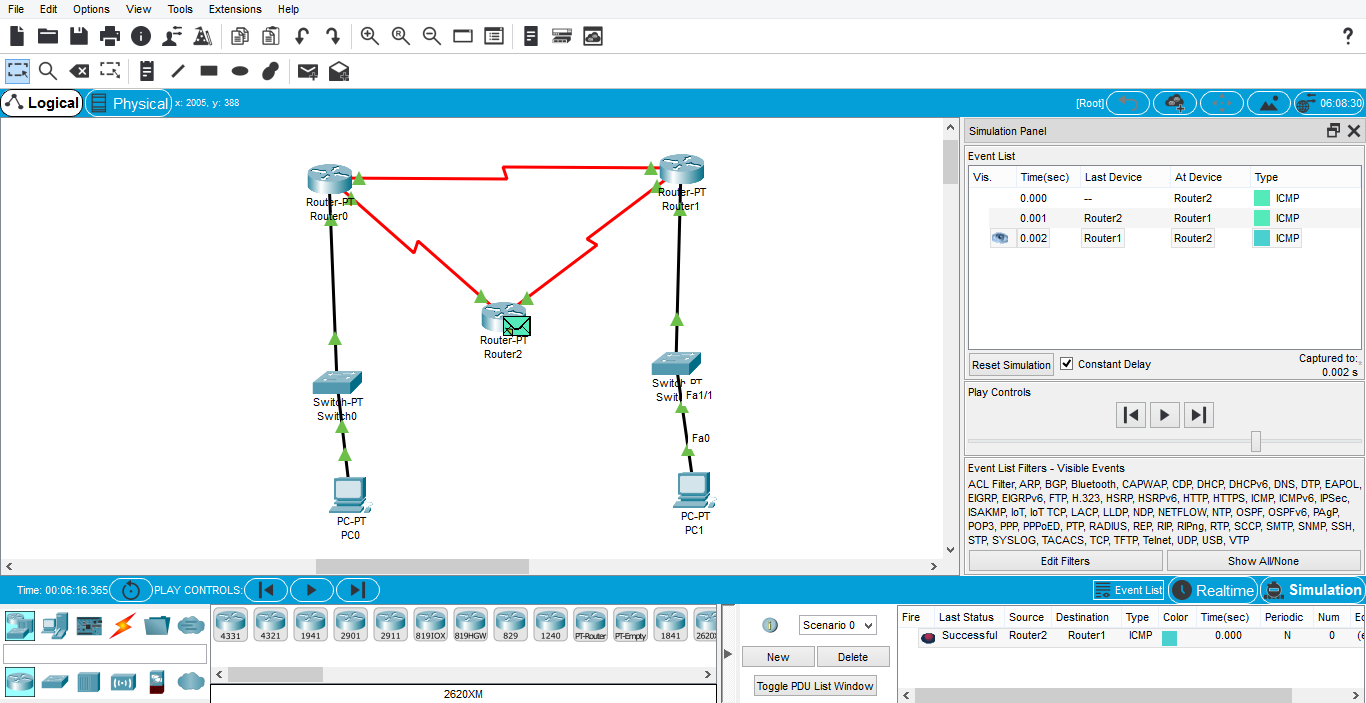 File Edit Options View Tools Extensions Help
Logical Physical x: 2005, y: 388 [Root] 06:08:30
Router-PT
Router0
Router-PT
Router1
Router-PT
Router2
Switch-PT
Switch0
Fa1/1
Fa0
PC-PT
PC0
PC-PT
PC1
Simulation Panel
Event List
Vis. Time(sec) Last Device At Device Type
0.000 -- Router2 ICMP
0.001 Router2 Router1 ICMP
0.002 Router1 Router2 ICMP
Reset Simulation Constant Delay Captured to:
0.002 s
Play Controls
Event List Filters - Visible Events
ACL Filter, ARP, BGP, Bluetooth, CAPWAP, CDP, DHCP, DHCPv6, DNS, DTP, EAPOL,
EIGRP, EIGRPv6, FTP, H.323, HSRP, HSRPv6, HTTP, HTTPS, ICMP, ICMPv6, IPSec,
ISAKMP, IoT, IoT TCP, LACP, LLDP, NDP, NETFLOW, NTP, OSPF, OSPFv6, PAgP,
POP3, PPP, PPPoED, PTP, RADIUS, REP, RIP, RIPng, RTP, SCCP, SMTP, SNMP, SSH,
STP, SYSLOG, TACACS, TCP, TFTP, Telnet, UDP, USB, VTP
Edit Filters Show All/None
Time: 00:06:16.365 PLAY CONTROLS: Event List Realtime Simulation
4331 4321 1941 2901 2911 819IOX 819HGW 829 1240 PT-Router PT-Empty 1841 2620
2620XM
Scenario 0
New Delete
Toggle PDU List Window
Fire Last Status Source Destination Type Color Time(sec) Periodic Num
Successful Router2 Router1 ICMP 0.000 N 0